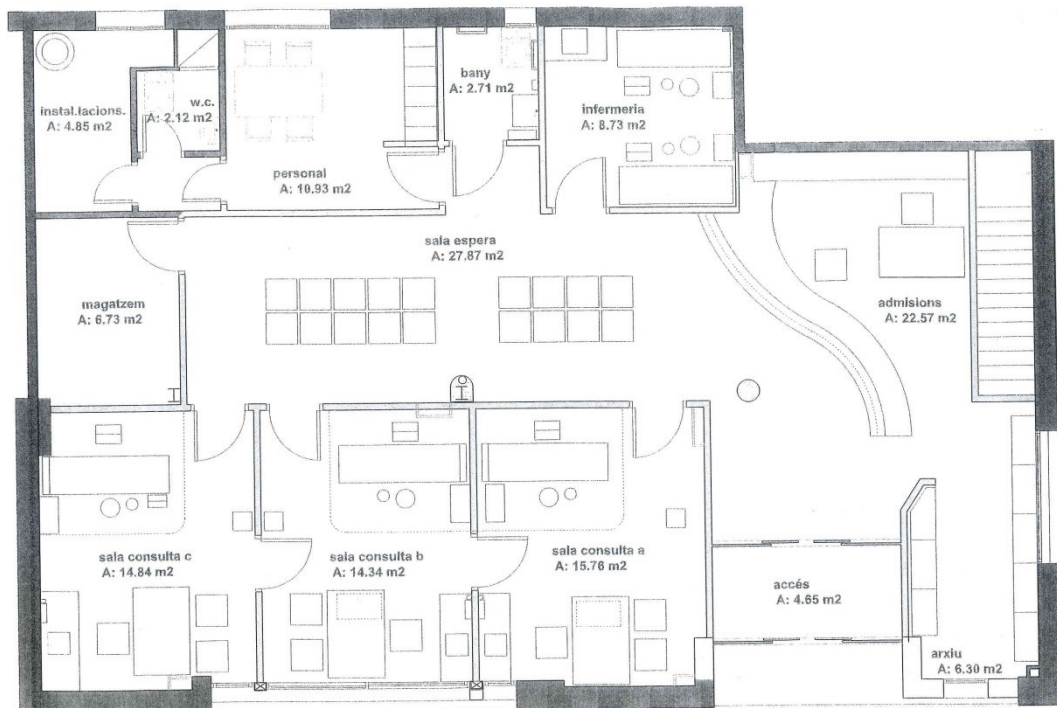 bany
A: 2.71 m2
w.c.
A: 2.12 m2
instal.lacions.
A: 4.85 m2
infermeria
A: 8.73 m2
personal
A: 10.93 m2
sala espera
A: 27.87 m2
magatzem
A: 6.73 m2
admisions
A: 22.57 m2
sala consulta c
A: 14.84 m2
sala consulta b
A: 14.34 m2
sala consulta a
A: 15.76 m2
accés
A: 4.65 m2
arxiu
A: 6.30 m2